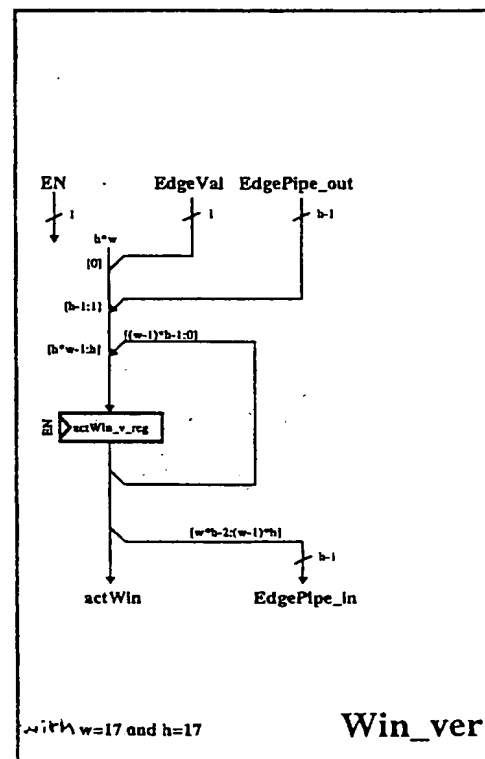 EN EdgeVal EdgePipe_out
1 1 h-1
h*w
[0]
[h-1:1]
[(w-1)*h-1:0]
[h*w-1:h]
EN actWin_v_reg
[w*h-2:(w-1)*h]
h-1
actWin EdgePipe_in
with w=17 and h=17 Win_ver